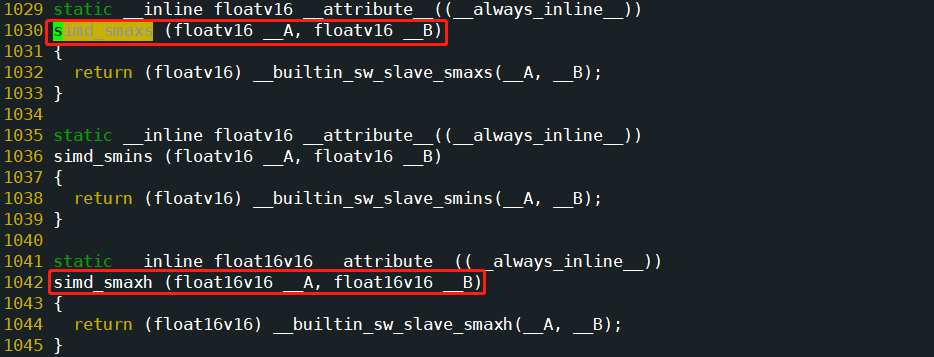 1029 static __inline floatv16 __attribute__((__always_inline__))
1030 simd_smaxs (floatv16 __A, floatv16 __B)
1031 {
1032   return (floatv16) __builtin_sw_slave_smaxs(__A, __B);
1033 }
1034
1035 static __inline floatv16 __attribute__((__always_inline__))
1036 simd_smins (floatv16 __A, floatv16 __B)
1037 {
1038   return (floatv16) __builtin_sw_slave_smins(__A, __B);
1039 }
1040
1041 static __inline float16v16 __attribute__((__always_inline__))
1042 simd_smaxh (float16v16 __A, float16v16 __B)
1043 {
1044   return (float16v16) __builtin_sw_slave_smaxh(__A, __B);
1045 }